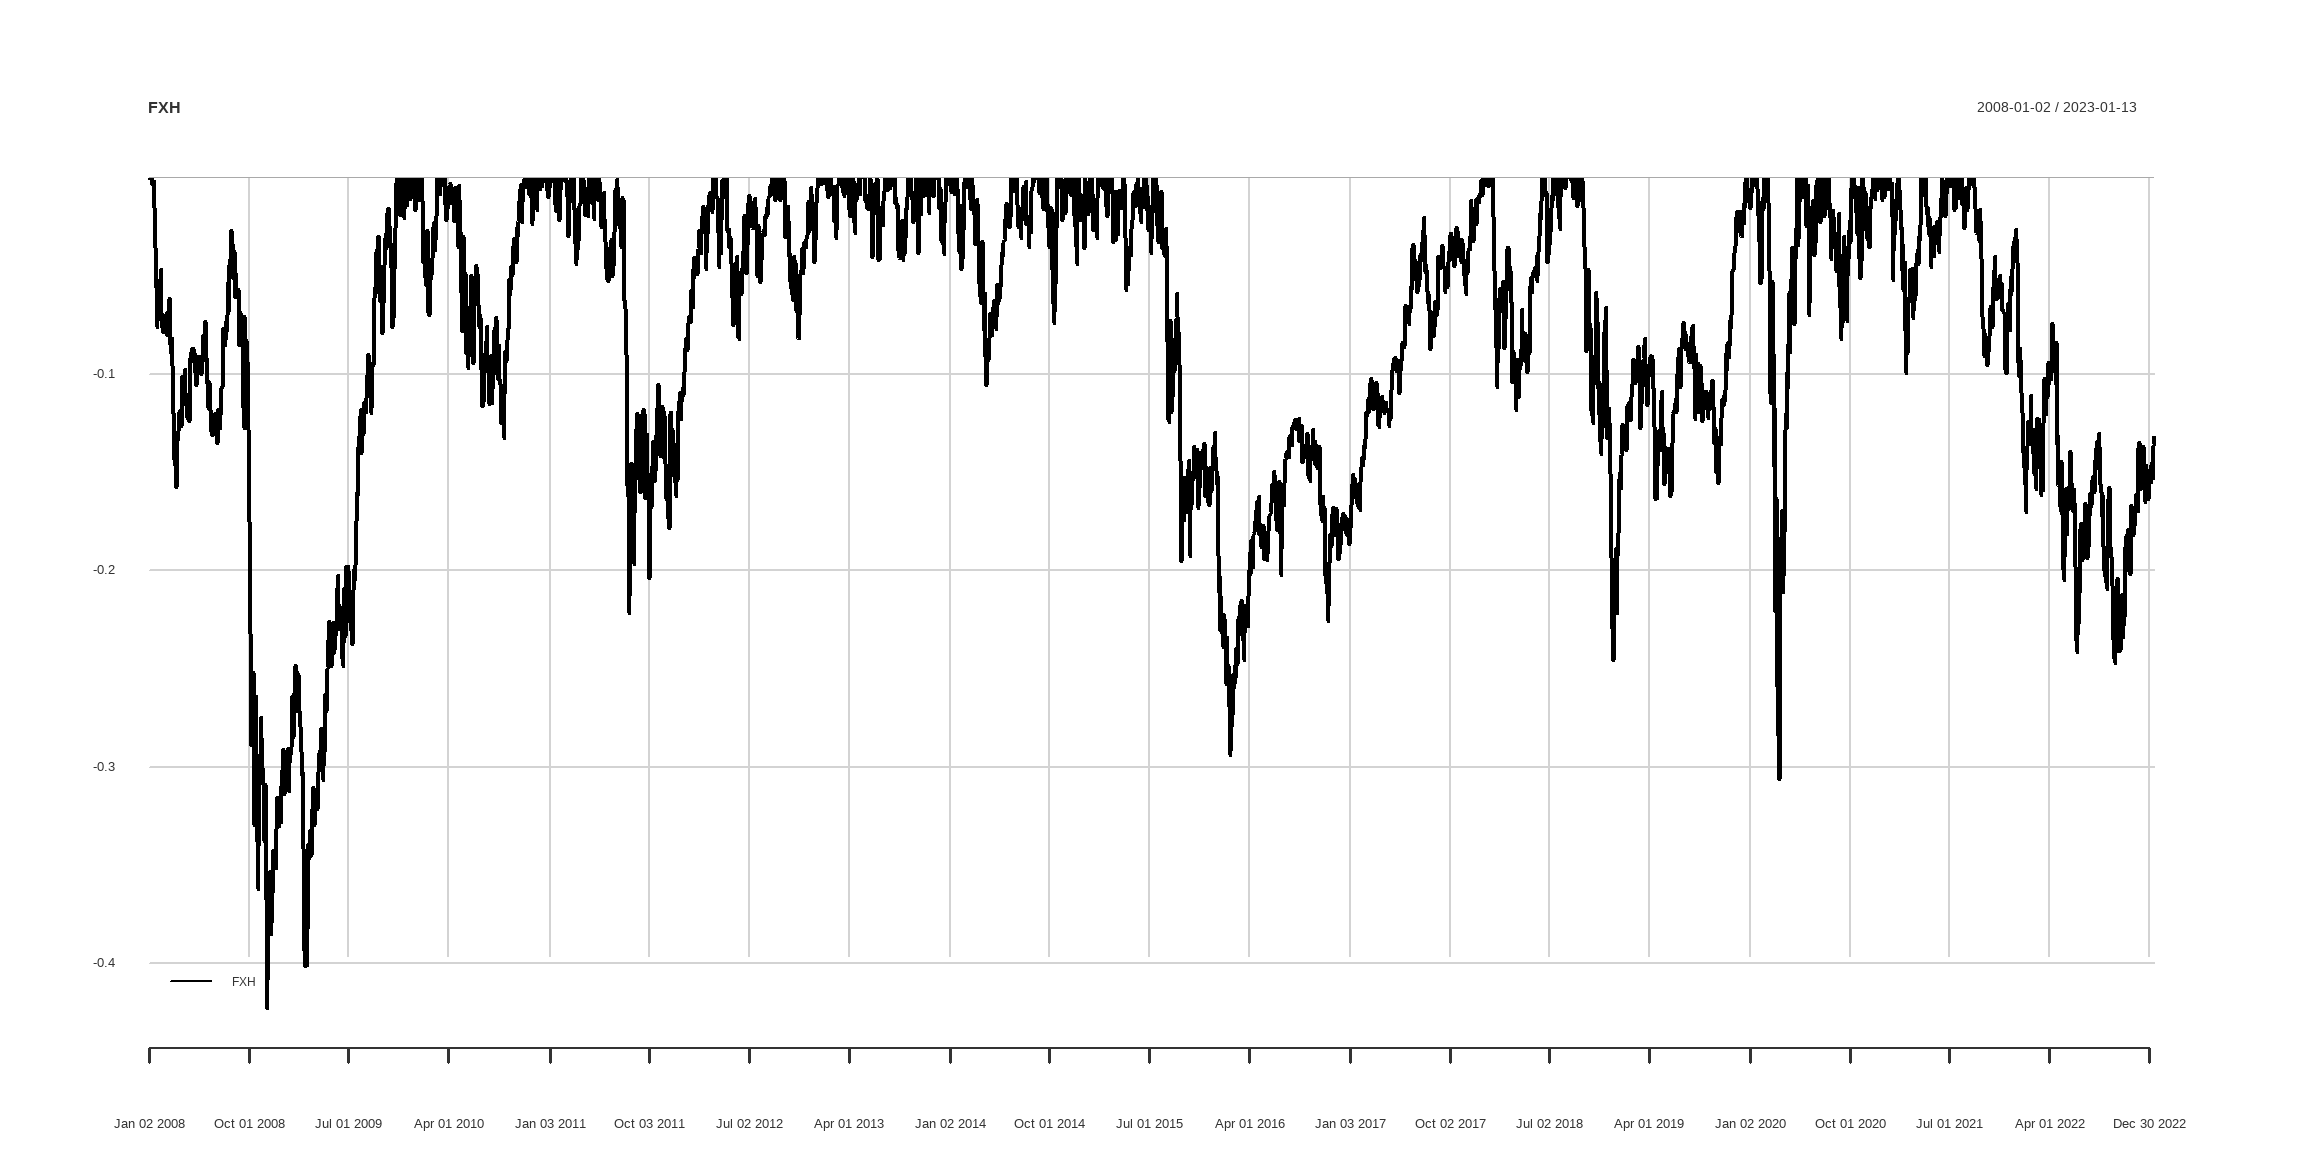 FXH 2008-01-02 / 2023-01-13
-0.1
-0.2
-0.3
-0.4
FXH
Jan 02 2008 Oct 01 2008 Jul 01 2009 Apr 01 2010 Jan 03 2011 Oct 03 2011 Jul 02 2012 Apr 01 2013 Jan 02 2014 Oct 01 2014 Jul 01 2015 Apr 01 2016 Jan 03 2017 Oct 02 2017 Jul 02 2018 Apr 01 2019 Jan 02 2020 Oct 01 2020 Jul 01 2021 Apr 01 2022 Dec 30 2022